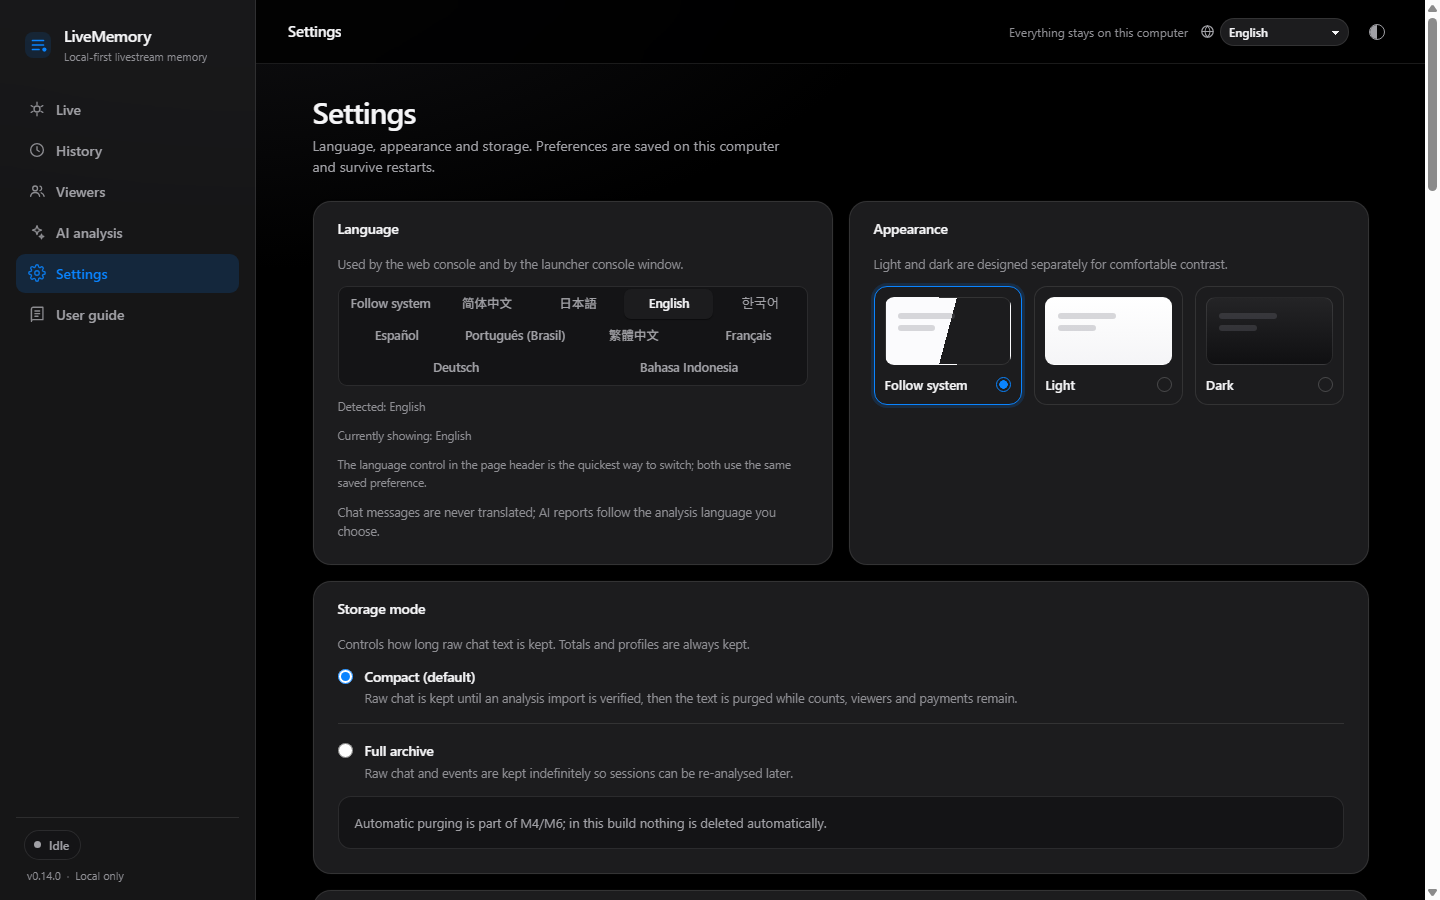 LiveMemory
Local-first livestream memory
Live
History
Viewers
AI analysis
Settings
User guide
Idle
v0.14.0 · Local only
Settings
Everything stays on this computer
English
Settings
Language, appearance and storage. Preferences are saved on this computer
and survive restarts.
Language
Used by the web console and by the launcher console window.
Follow system 简体中文 日本語 English 한국어
Español Português (Brasil) 繁體中文 Français
Deutsch Bahasa Indonesia
Detected: English
Currently showing: English
The language control in the page header is the quickest way to switch; both use the same
saved preference.
Chat messages are never translated; AI reports follow the analysis language you
choose.
Appearance
Light and dark are designed separately for comfortable contrast.
Follow system Light Dark
Storage mode
Controls how long raw chat text is kept. Totals and profiles are always kept.
Compact (default)
Raw chat is kept until an analysis import is verified, then the text is purged while counts, viewers and payments remain.
Full archive
Raw chat and events are kept indefinitely so sessions can be re-analysed later.
Automatic purging is part of M4/M6; in this build nothing is deleted automatically.